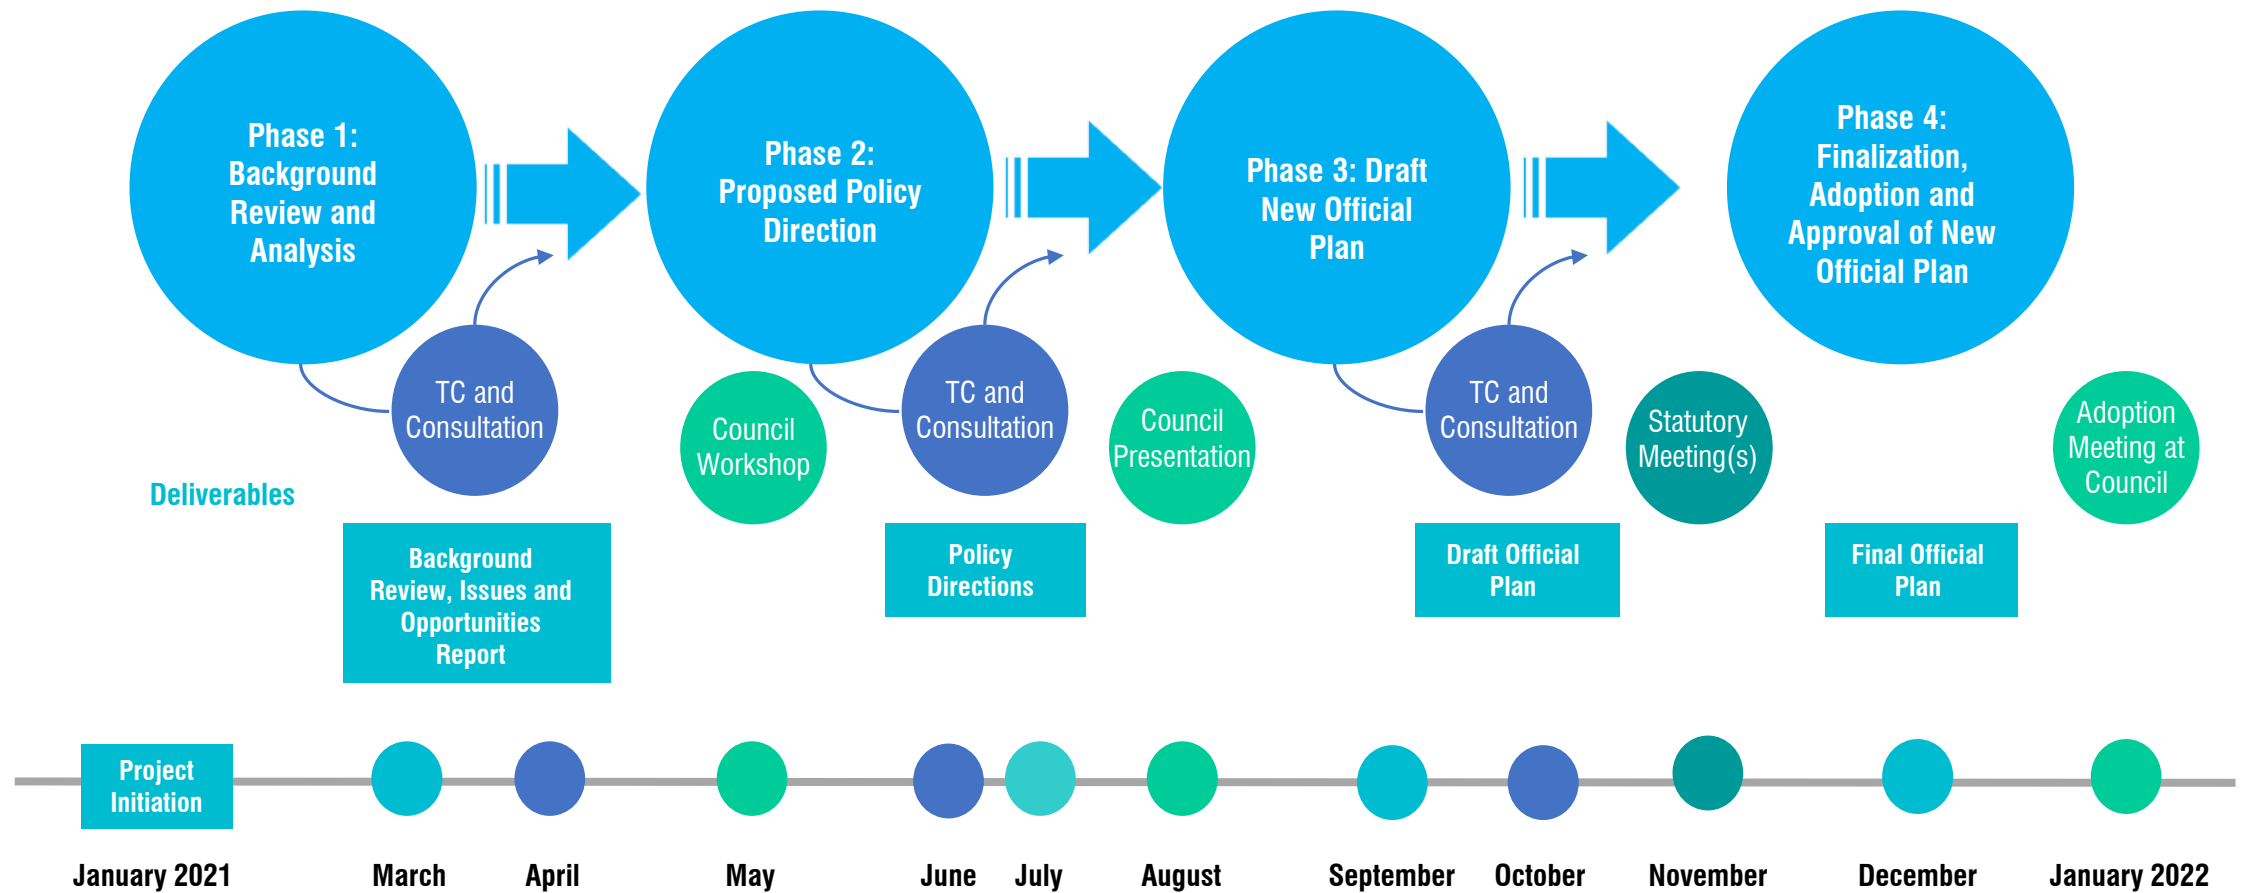 Phase 1:
Background
Review and
Analysis
Phase 2:
Proposed Policy
Direction
Phase 3: Draft
New Official
Plan
Phase 4:
Finalization,
Adoption and
Approval of New
Official Plan
TC and
Consultation
Council
Workshop
TC and
Consultation
Council
Presentation
TC and
Consultation
Statutory
Meeting(s)
Adoption
Meeting at
Council
Deliverables
Background
Review, Issues and
Opportunities
Report
Policy
Directions
Draft Official
Plan
Final Official
Plan
Project
Initiation
January 2021
March
April
May
June
July
August
September
October
November
December
January 2022